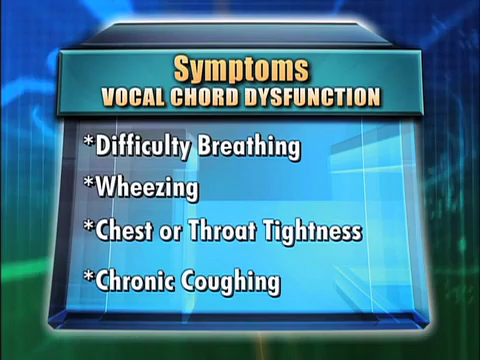 Symptoms
VOCAL CHORD DYSFUNCTION
*Difficulty Breathing
*Wheezing
*Chest or Throat Tightness
*Chronic Coughing